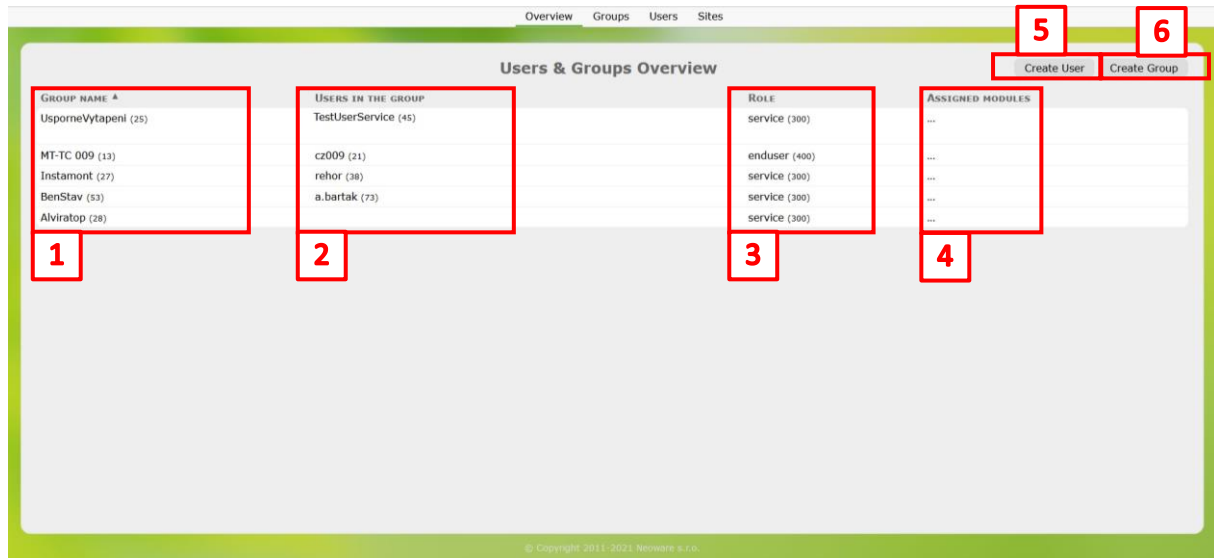 Overview Groups Users Sites
5 6
Users & Groups Overview Create User Create Group
GROUP NAME ▲ USERS IN THE GROUP ROLE ASSIGNED MODULES
UsporneVytapeni (25) TestUserService (45) service (300) ...
MT-TC 009 (13) cz009 (21) enduser (400) ...
Instamont (27) rehor (38) service (300) ...
BenStav (53) a.bartak (73) service (300) ...
Alviratop (28) service (300) ...
1 2 3 4
© Copyright 2011-2021 Neoware s.r.o.